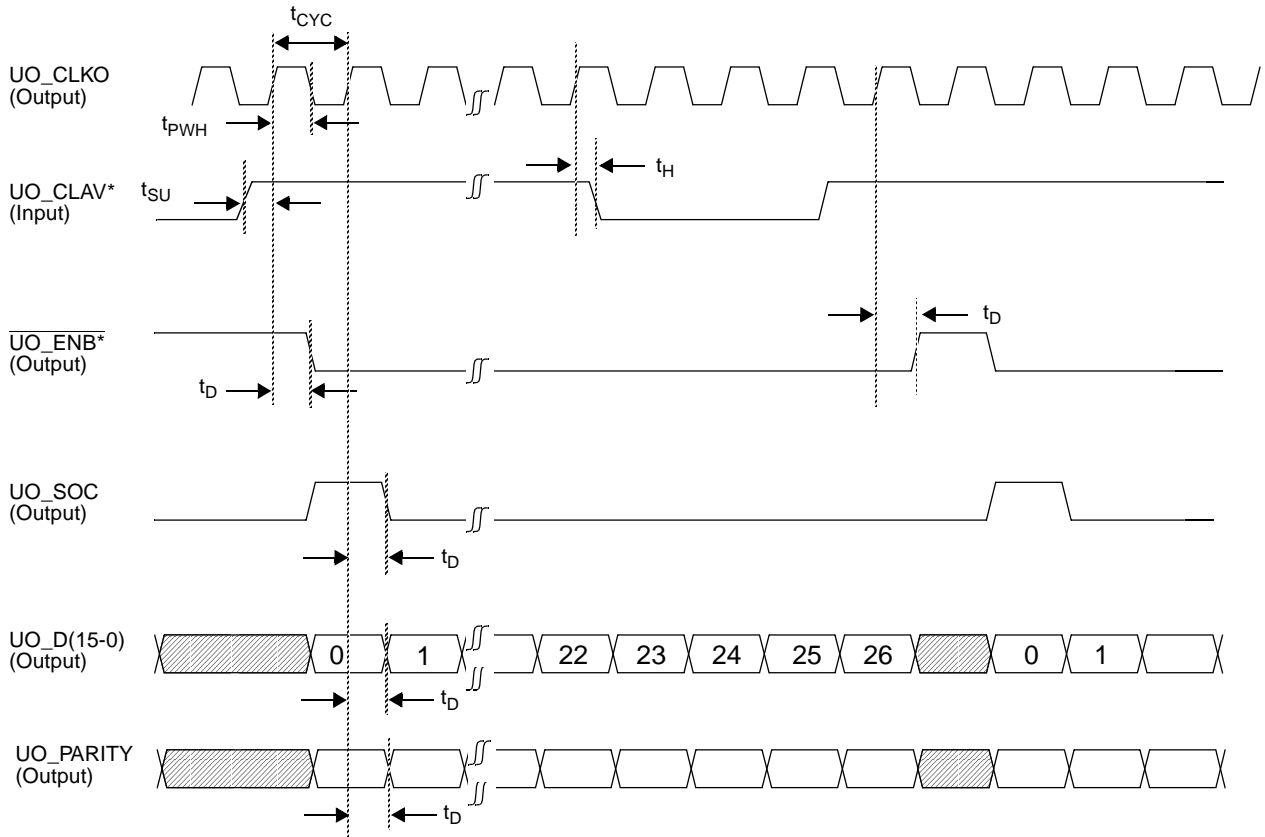 tCYC
UO_CLKO
(Output)
tPWH
tH
UO_CLAV*
(Input)
tSU
UO_ENB*
(Output)
tD
tD
UO_SOC
(Output)
tD
UO_D(15-0)
(Output)
0 1 22 23 24 25 26 0 1
tD
UO_PARITY
(Output)
tD